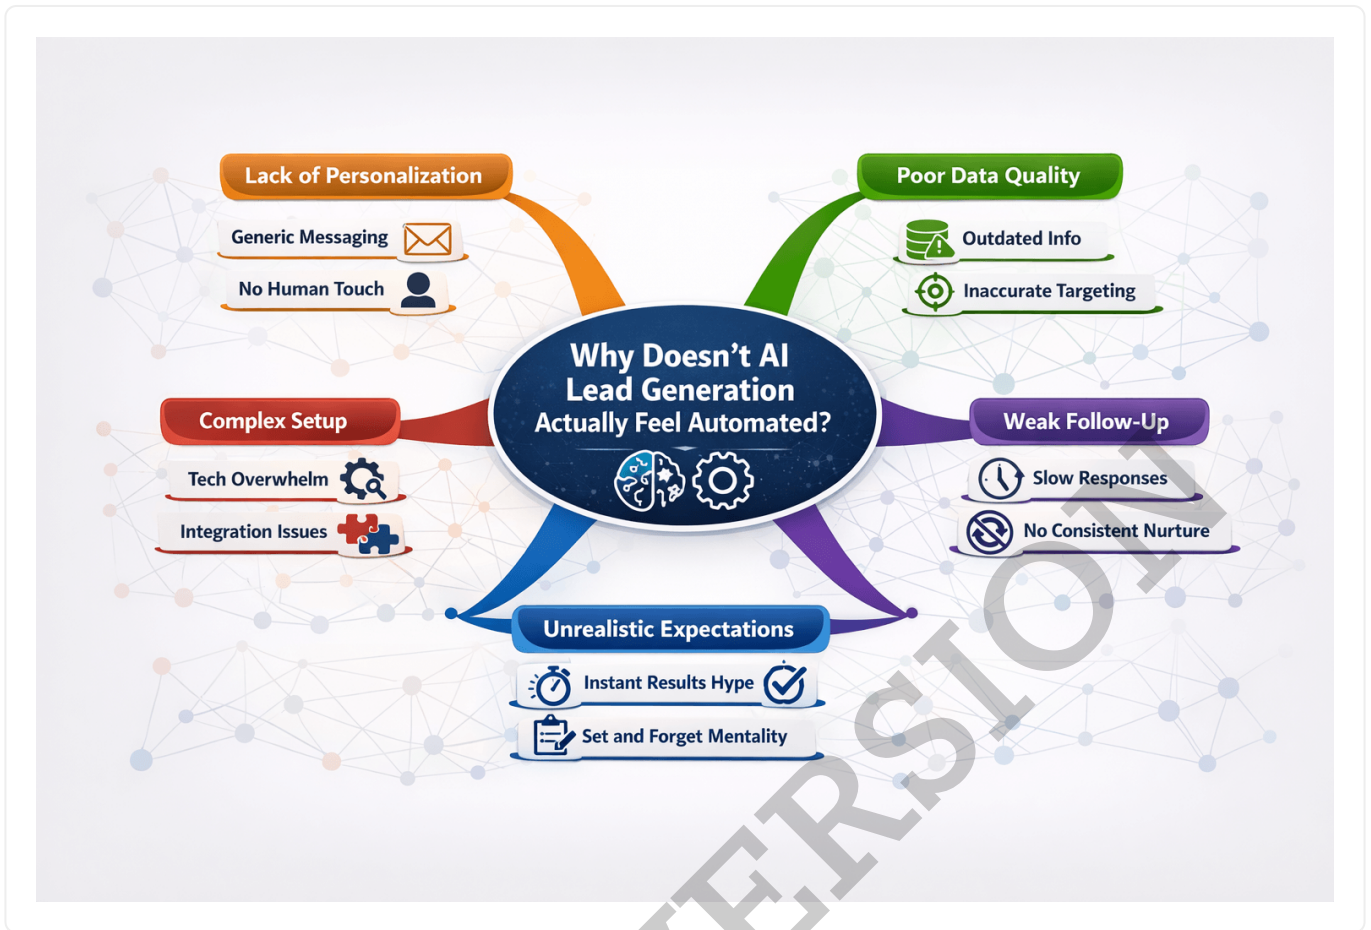 Lack of Personalization
Generic Messaging
No Human Touch
Poor Data Quality
Outdated Info
Inaccurate Targeting
Why Doesn't AI
Lead Generation
Actually Feel Automated?
Complex Setup
Tech Overwhelm
Integration Issues
Weak Follow-Up
Slow Responses
No Consistent Nurture
Unrealistic Expectations
Instant Results Hype
Set and Forget Mentality